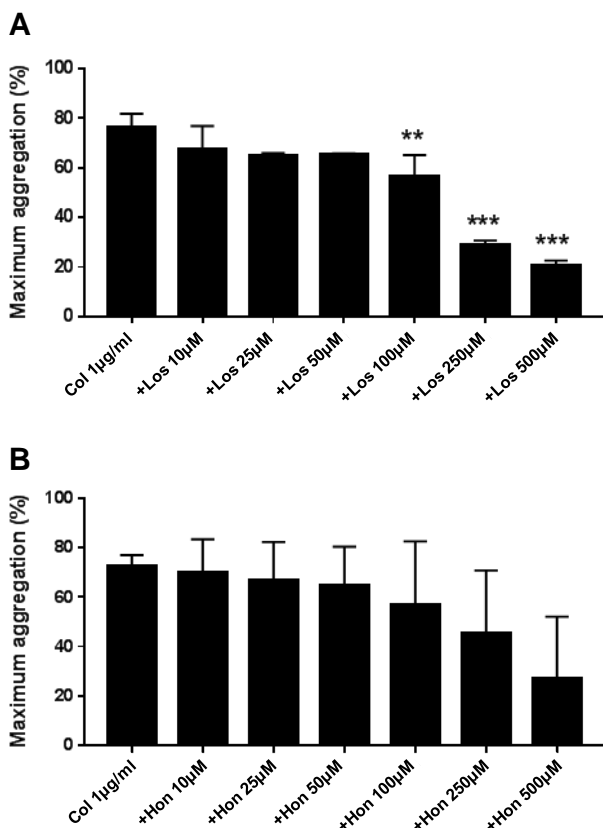 A
Maximum aggregation (%)
100
80
60
40
20
0
**
***
***
Col 1µg/ml
+Los 10µM
+Los 25µM
+Los 50µM
+Los 100µM
+Los 250µM
+Los 500µM
B
Maximum aggregation (%)
100
80
60
40
20
0
Col 1µg/ml
+Hon 10µM
+Hon 25µM
+Hon 50µM
+Hon 100µM
+Hon 250µM
+Hon 500µM